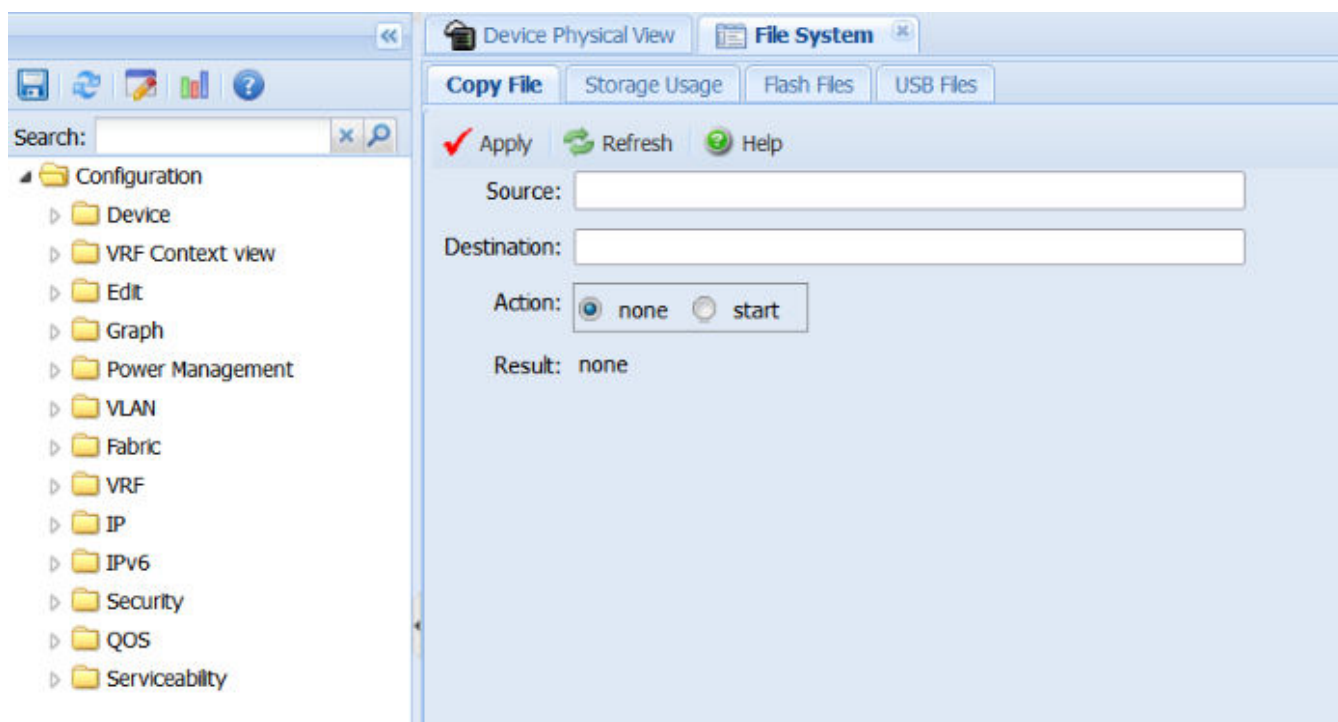 Device Physical View File System
Copy File Storage Usage Flash Files USB Files
Search:
Apply Refresh Help
Configuration
Device
VRF Context view
Edit
Graph
Power Management
VLAN
Fabric
VRF
IP
IPv6
Security
QOS
Serviceability
Source:
Destination:
Action: none start
Result: none